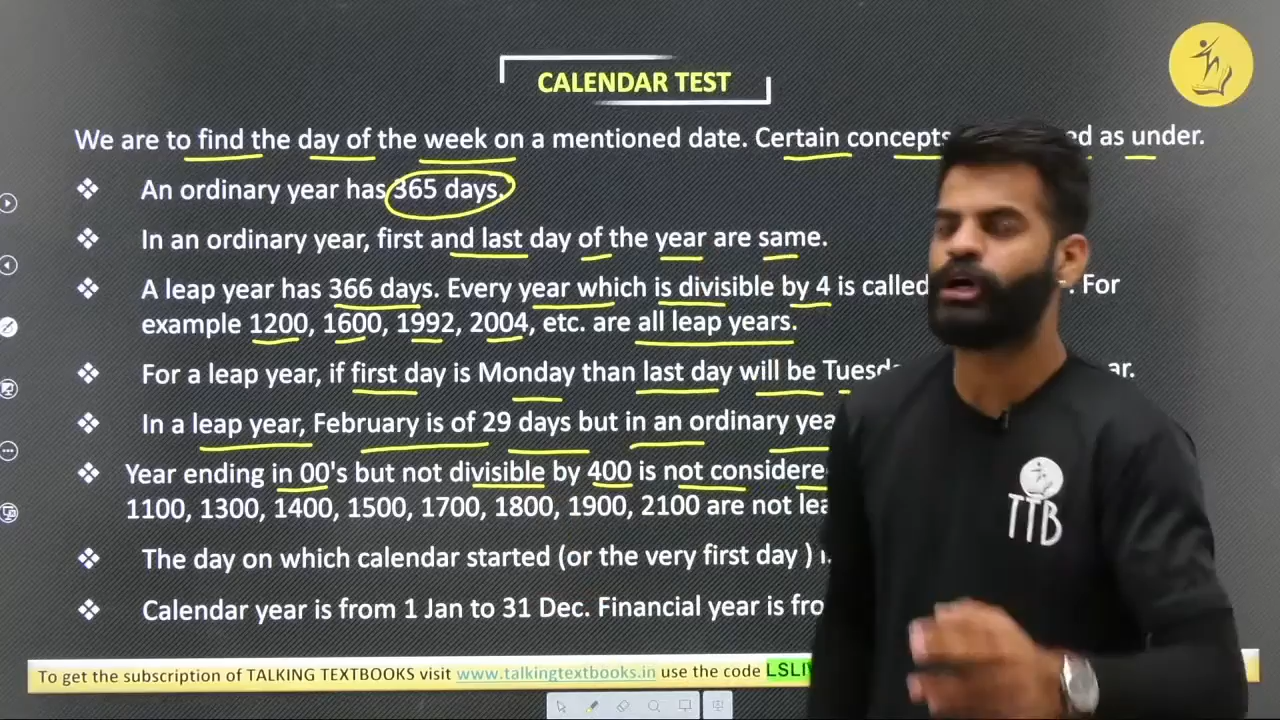 CALENDAR TEST
We are to find the day of the week on a mentioned date. Certain concepts as under.
❖ An ordinary year has 365 days.
❖ In an ordinary year, first and last day of the year are same.
❖ A leap year has 366 days. Every year which is divisible by 4 is called . For
example 1200, 1600, 1992, 2004, etc. are all leap years.
❖ For a leap year, if first day is Monday than last day will be
❖ In a leap year, February is of 29 days but in an ordinary
❖ Year ending in 00's but not divisible by 400 is not
1100, 1300, 1400, 1500, 1700, 1800, 1900, 2100 are not
❖ The day on which calendar started (or the very first day )
❖ Calendar year is from 1 Jan to 31 Dec. Financial year is
TTB
To get the subscription of TALKING TEXTBOOKS visit www.talkingtextbooks.in use the code